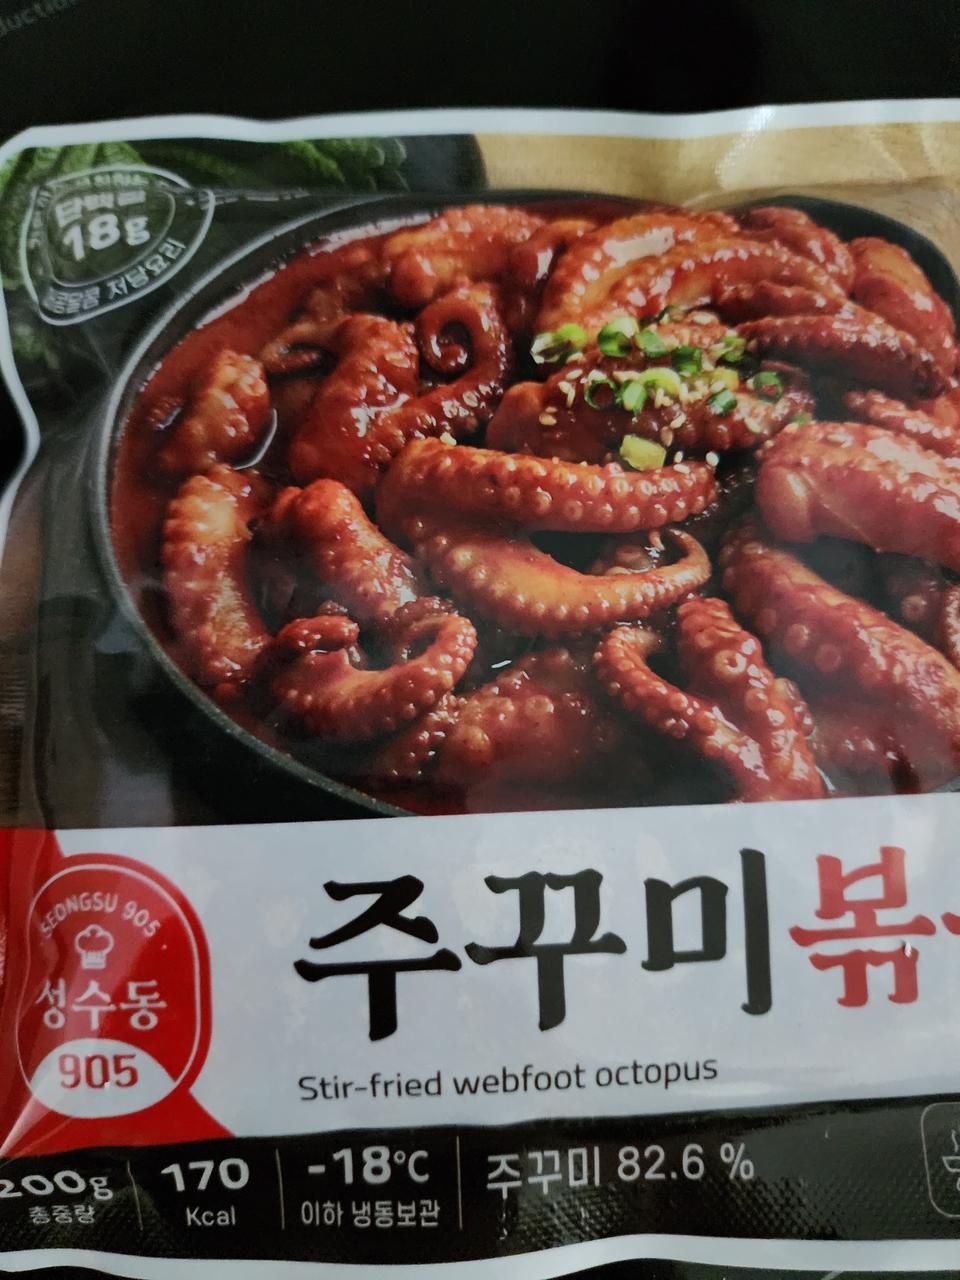 단백질
18g
저당요리
주꾸미볶
Stir-fried webfoot octopus
SEONGSU 905
성수동
905
200g
총중량
170
Kcal
-18℃
이하 냉동보관
주꾸미 82.6 %